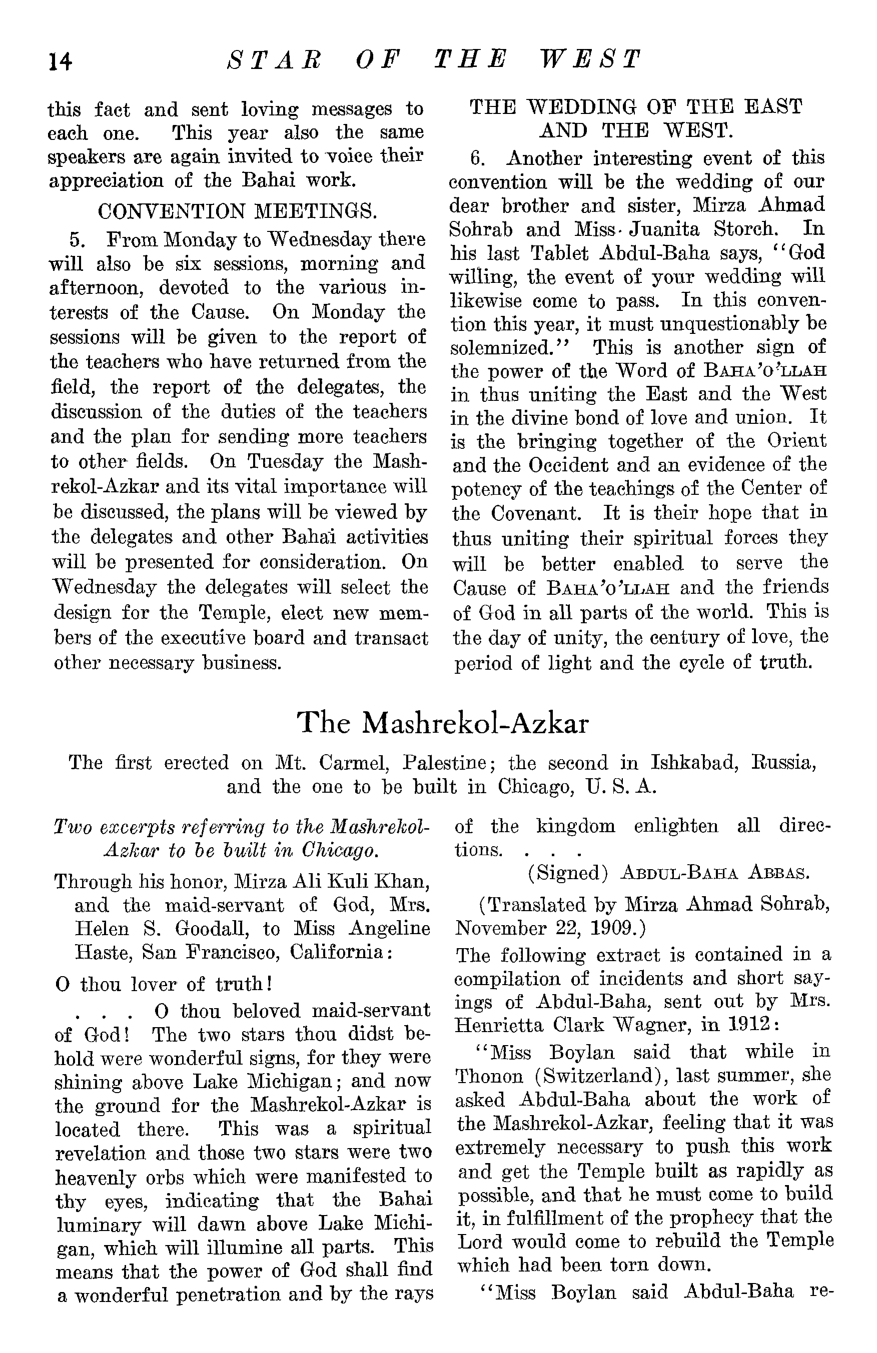 14 STAR OF THE WEST
this fact and sent loving messages to
each one. This year also the same
speakers are again invited to voice their
appreciation of the Bahai work.
CONVENTION MEETINGS.
5. From Monday to Wednesday there
will also be six sessions, morning and
afternoon, devoted to the various in-
terests of the Cause. On Monday the
sessions will be given to the report of
the teachers who have returned from the
field, the report of the delegates, the
discussion of the duties of the teachers
and the plan for sending more teachers
to other fields. On Tuesday the Mash-
rekol-Azkar and its vital importance will
be discussed, the plans will be viewed by
the delegates and other Bahai activities
will be presented for consideration. On
Wednesday the delegates will select the
design for the Temple, elect new mem-
bers of the executive board and transact
other necessary business.
THE WEDDING OF THE EAST
AND THE WEST.
6. Another interesting event of this
convention will be the wedding of our
dear brother and sister, Mirza Ahmad
Sohrab and Miss Juanita Storch. In
his last Tablet Abdul-Baha says, "God
willing, the event of your wedding will
likewise come to pass. In this conven-
tion this year, it must unquestionably be
solemnized." This is another sign of
the power of the Word of BAHA'O'LLAH
in thus uniting the East and the West
in the divine bond of love and union. It
is the bringing together of the Orient
and the Occident and an evidence of the
potency of the teachings of the Center of
the Covenant. It is their hope that in
thus uniting their spiritual forces they
will be better enabled to serve the
Cause of BAHA'O'LLAH and the friends
of God in all parts of the world. This is
the day of unity, the century of love, the
period of light and the cycle of truth.
The Mashrekol-Azkar
The first erected on Mt. Carmel, Palestine; the second in Ishkabad, Russia,
and the one to be built in Chicago, U. S. A.
Two excerpts referring to the Mashrekol-
Azkar to be built in Chicago.
Through his honor, Mirza Ali Kuli Khan,
and the maid-servant of God, Mrs.
Helen S. Goodall, to Miss Angeline
Haste, San Francisco, California:
O thou lover of truth!
. . . O thou beloved maid-servant
of God! The two stars thou didst be-
hold were wonderful signs, for they were
shining above Lake Michigan; and now
the ground for the Mashrekol-Azkar is
located there. This was a spiritual
revelation and those two stars were two
heavenly orbs which were manifested to
thy eyes, indicating that the Bahai
luminary will dawn above Lake Michi-
gan, which will illumine all parts. This
means that the power of God shall find
a wonderful penetration and by the rays
of the kingdom enlighten all direc-
tions. . . .
(Signed) ABDUL-BAHA ABBAS.
(Translated by Mirza Ahmad Sohrab,
November 22, 1909.)
The following extract is contained in a
compilation of incidents and short say-
ings of Abdul-Baha, sent out by Mrs.
Henrietta Clark Wagner, in 1912:
"Miss Boylan said that while in
Thonon (Switzerland), last summer, she
asked Abdul-Baha about the work of
the Mashrekol-Azkar, feeling that it was
extremely necessary to push this work
and get the Temple built as rapidly as
possible, and that he must come to build
it, in fulfillment of the prophecy that the
Lord would come to rebuild the Temple
which had been torn down.
"Miss Boylan said Abdul-Baha re-